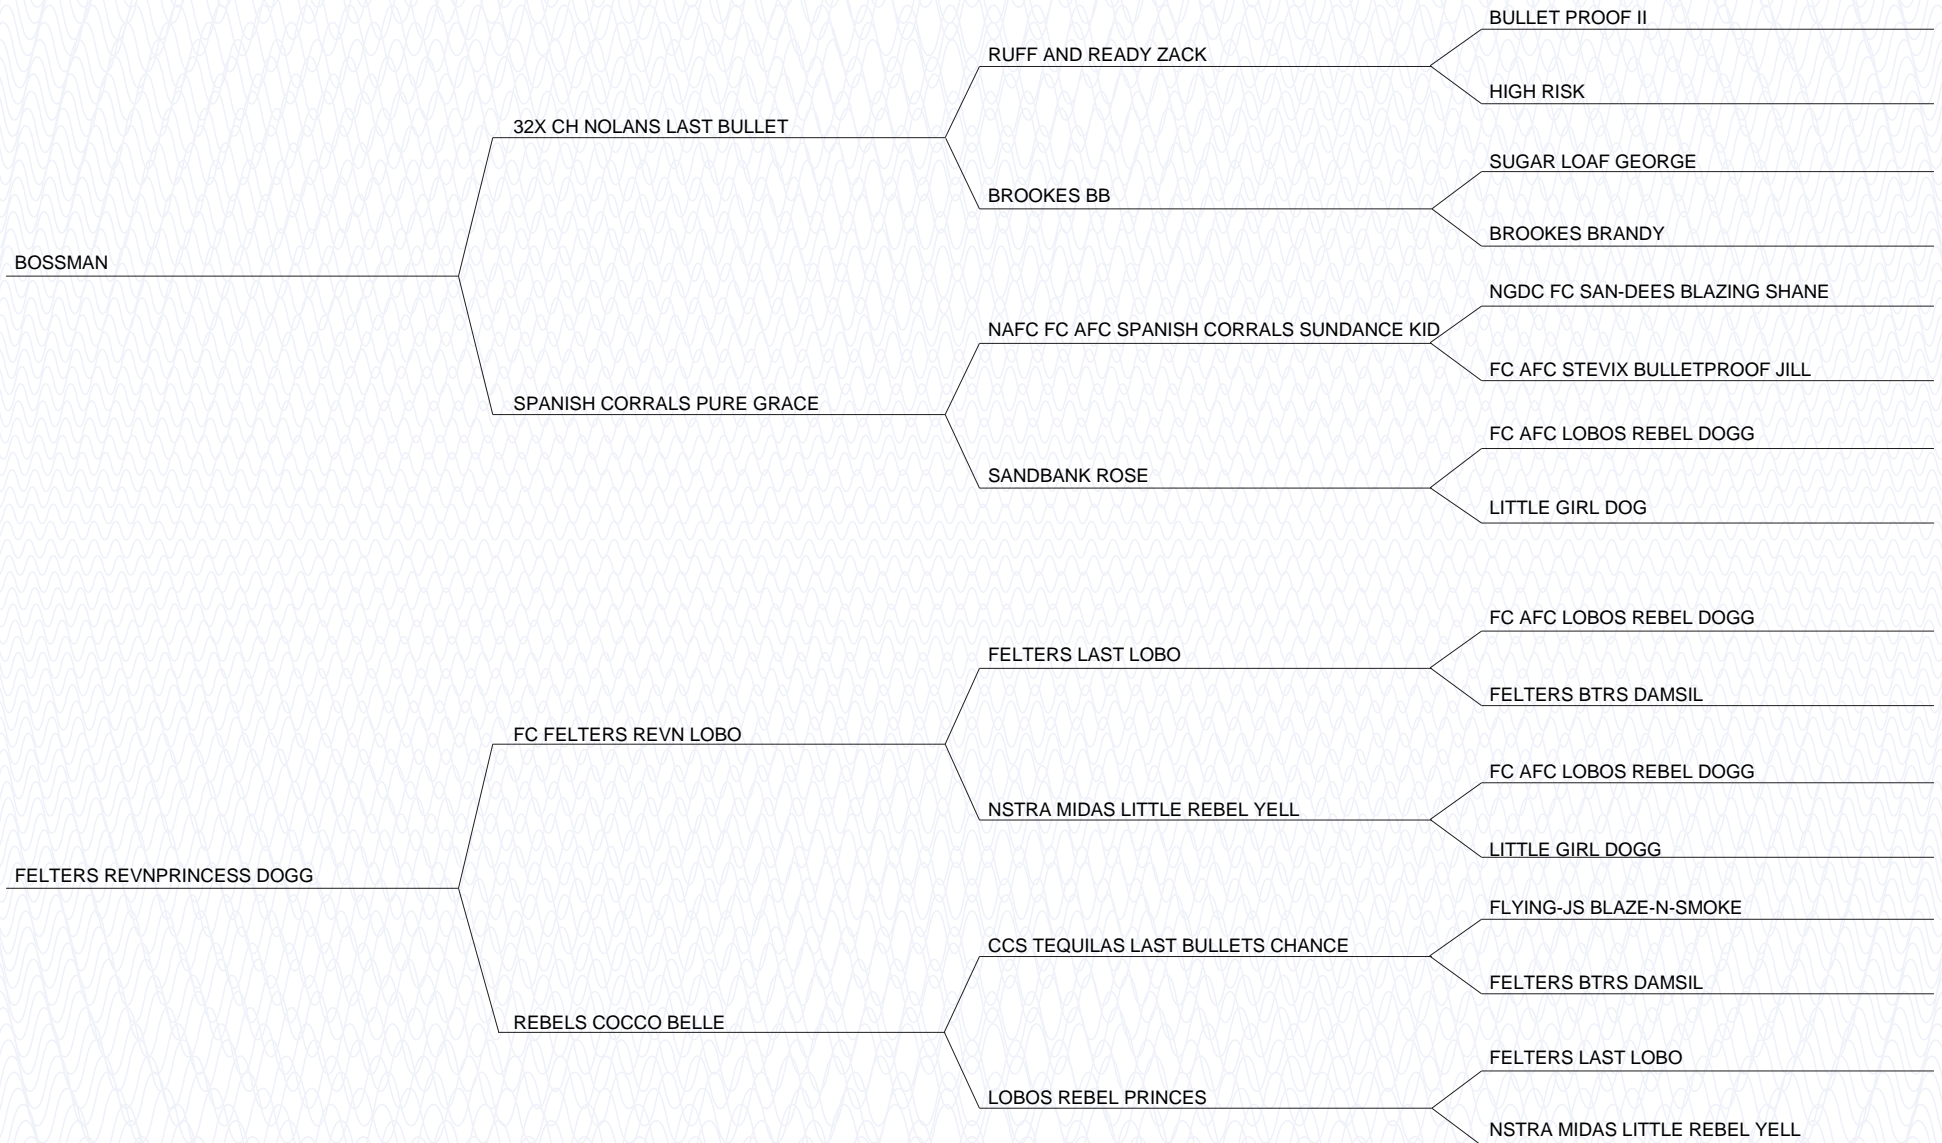 BULLET PROOF II
RUFF AND READY ZACK
HIGH RISK
32X CH NOLANS LAST BULLET
SUGAR LOAF GEORGE
BROOKES BB
BROOKES BRANDY
BOSSMAN
NGDC FC SAN-DEES BLAZING SHANE
NAFC FC AFC SPANISH CORRALS SUNDANCE KID
FC AFC STEVIX BULLETPROOF JILL
SPANISH CORRALS PURE GRACE
FC AFC LOBOS REBEL DOGG
SANDBANK ROSE
LITTLE GIRL DOG
FC AFC LOBOS REBEL DOGG
FELTERS LAST LOBO
FELTERS BTRS DAMSIL
FC FELTERS REVN LOBO
FC AFC LOBOS REBEL DOGG
NSTRA MIDAS LITTLE REBEL YELL
LITTLE GIRL DOGG
FELTERS REVNPRINCESS DOGG
FLYING-JS BLAZE-N-SMOKE
CCS TEQUILAS LAST BULLETS CHANCE
FELTERS BTRS DAMSIL
REBELS COCCO BELLE
FELTERS LAST LOBO
LOBOS REBEL PRINCES
NSTRA MIDAS LITTLE REBEL YELL